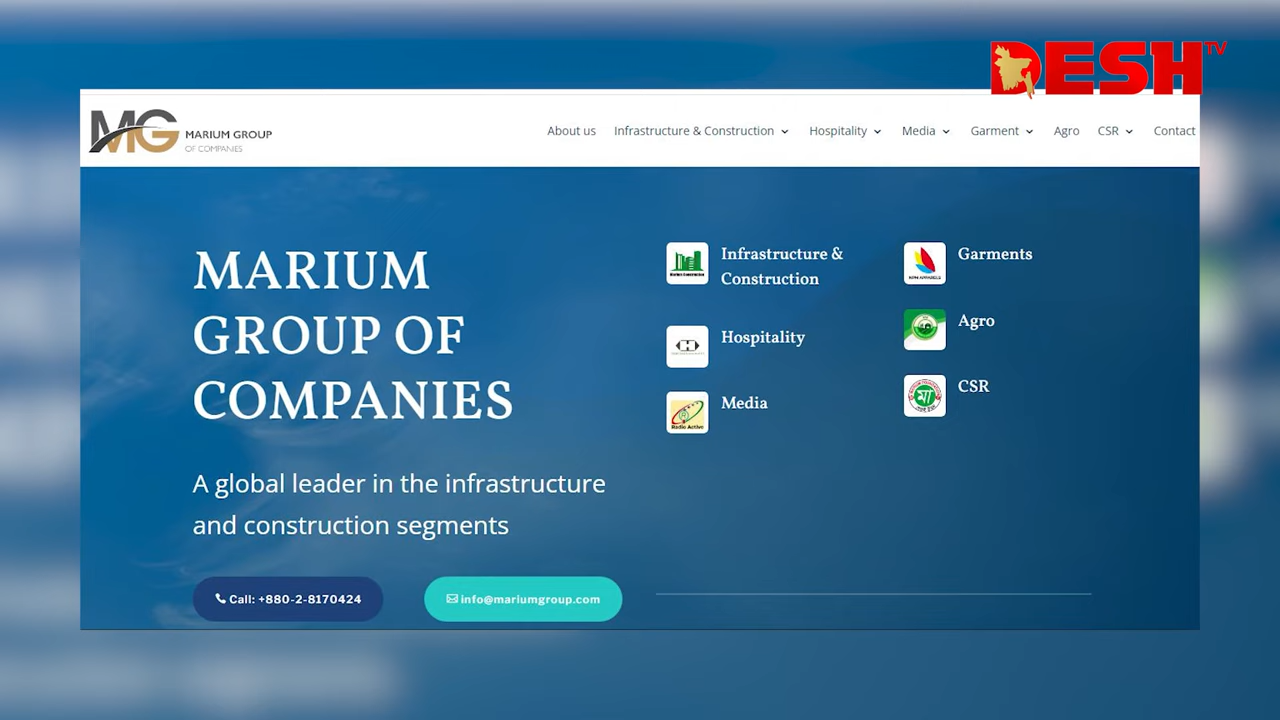 DESH TV
MG MARIUM GROUP
OF COMPANIES
About us Infrastructure & Construction Hospitality Media Garment Agro CSR Contact
MARIUM
GROUP OF
COMPANIES
A global leader in the infrastructure
and construction segments
Call: +880-2-8170424
info@mariumgroup.com
Infrastructure &
Construction
Hospitality
Radio Active
Media
Garments
Agro
মা
CSR